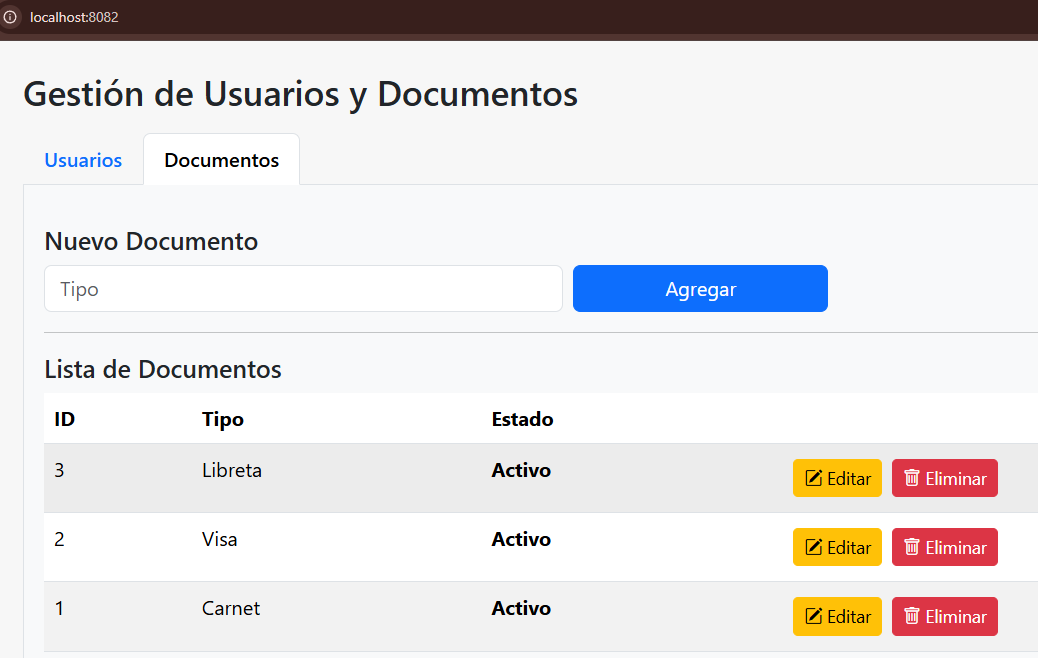 localhost:8082
Gestión de Usuarios y Documentos
Usuarios Documentos
Nuevo Documento
Tipo Agregar
Lista de Documentos
ID Tipo Estado
3 Libreta Activo Editar Eliminar
2 Visa Activo Editar Eliminar
1 Carnet Activo Editar Eliminar